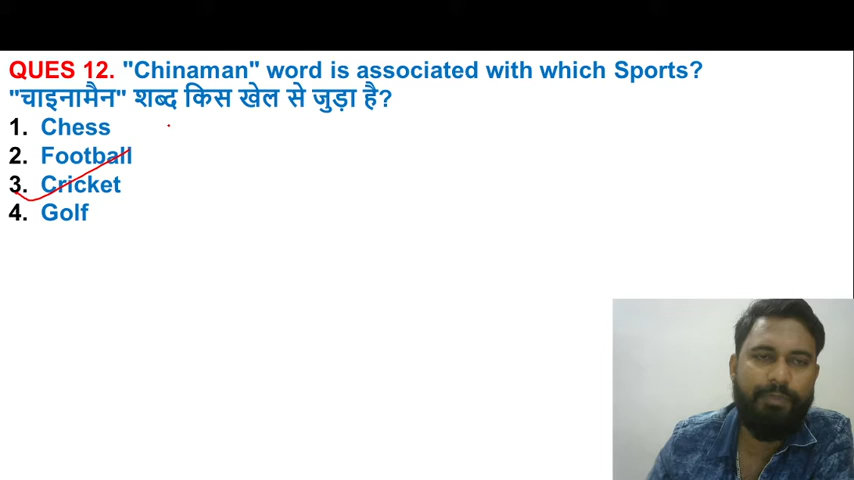 QUES 12. "Chinaman" word is associated with which Sports?
"चाइनामैन" शब्द किस खेल से जुड़ा है?
1. Chess
2. Football
3. Cricket
4. Golf